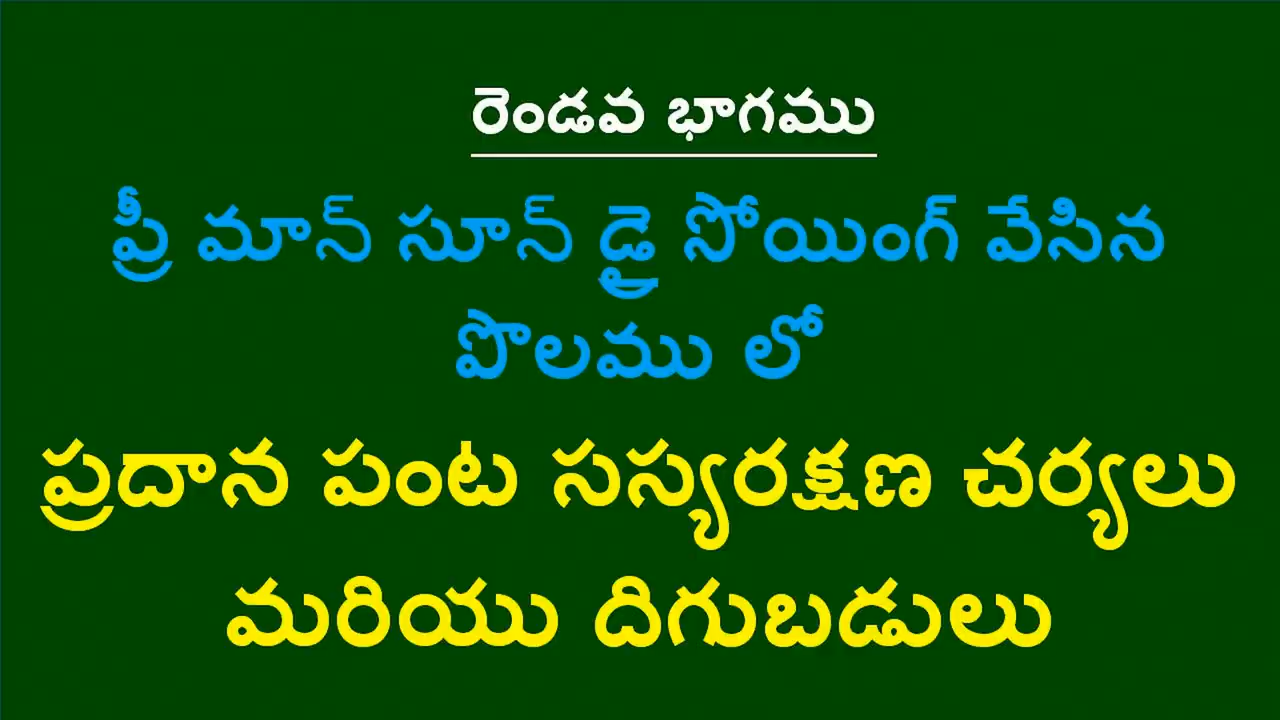 రెండవ భాగము
ప్రీ మాన్ సూన్ డ్రై సోయింగ్ వేసిన
పొలము లో
ప్రదాన పంట సస్యరక్షణ చర్యలు
మరియు దిగుబడులు